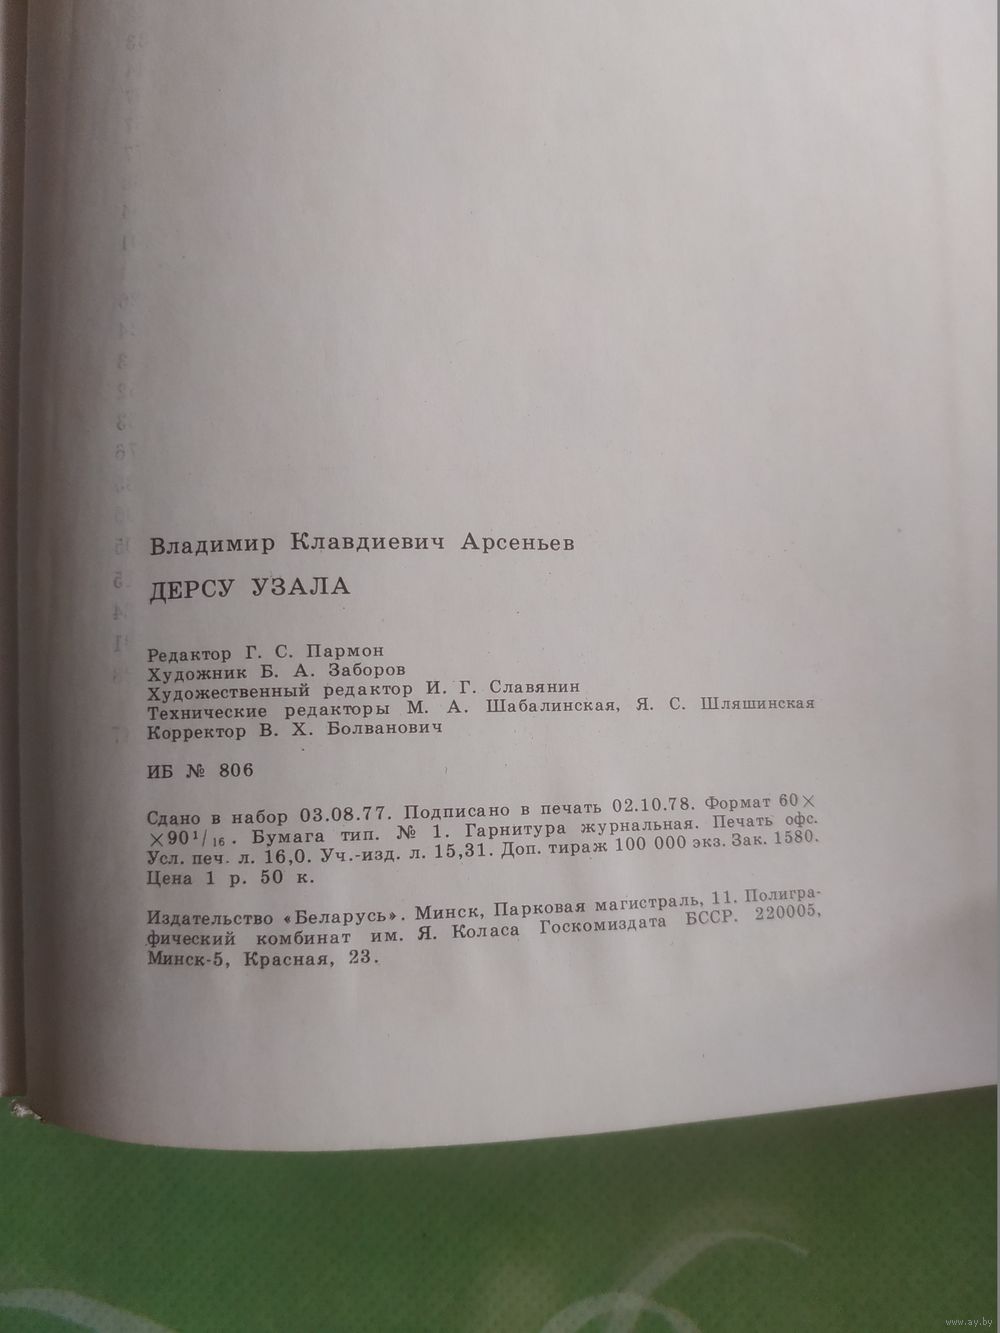 Владимир Клавдиевич Арсеньев
ДЕРСУ УЗАЛА
Редактор Г. С. Пармон
Художник Б. А. Заборов
Художественный редактор И. Г. Славянин
Технические редакторы М. А. Шабалинская, Я. С. Шляшинская
Корректор В. Х. Болванович
ИБ № 806
Сдано в набор 03.08.77. Подписано в печать 02.10.78. Формат 60×
×90¹/₁₆. Бумага тип. № 1. Гарнитура журнальная. Печать офс.
Усл. печ. л. 16,0. Уч.-изд. л. 15,31. Доп. тираж 100 000 экз. Зак. 1580.
Цена 1 р. 50 к.
Издательство «Беларусь». Минск, Парковая магистраль, 11. Полигра-
фический комбинат им. Я. Коласа Госкомиздата БССР. 220005,
Минск-5, Красная, 23.
www.ay.by